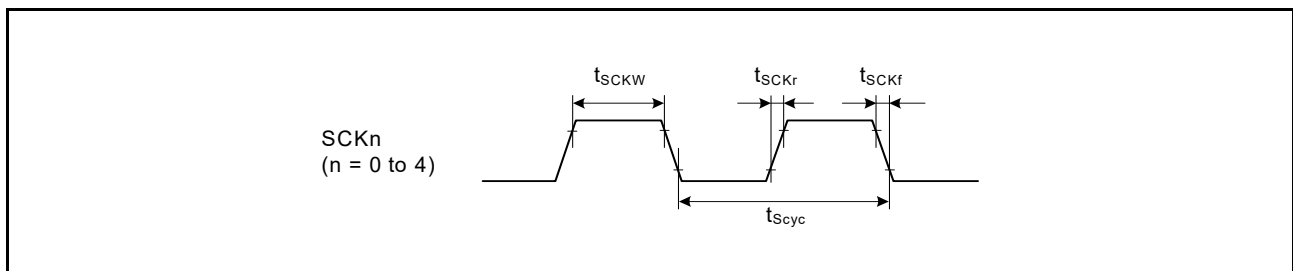 tSCKW
tSCKr
tSCKf
SCKn
(n = 0 to 4)
tScyc